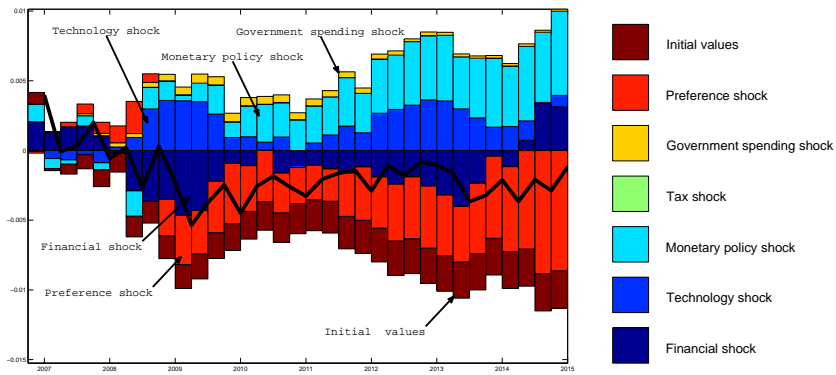 0.01
0.005
0
−0.005
−0.01
−0.015
2007
2008
2009
2010
2011
2012
2013
2014
2015
Technology shock
Monetary policy shock
Government spending shock
Financial shock
Preference shock
Initial values
Initial values
Preference shock
Government spending shock
Tax shock
Monetary policy shock
Technology shock
Financial shock